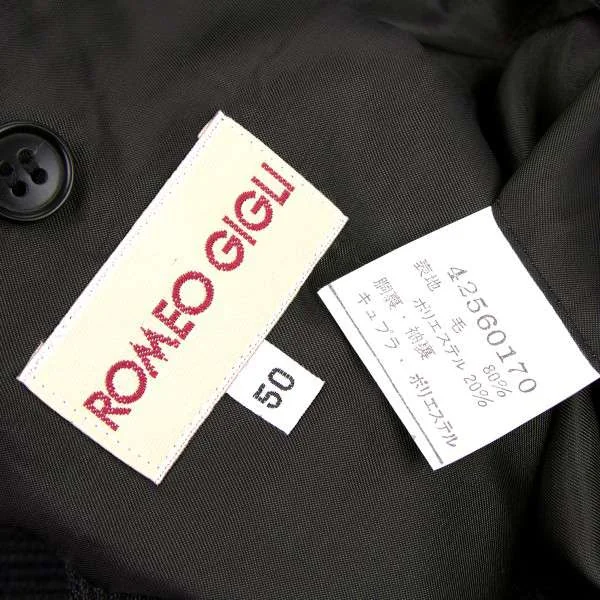 ROMEO GIGLI
50
42560170
表地 毛 80%
ポリエステル 20%
胴裏・袖裏
キュプラ・ポリエステル